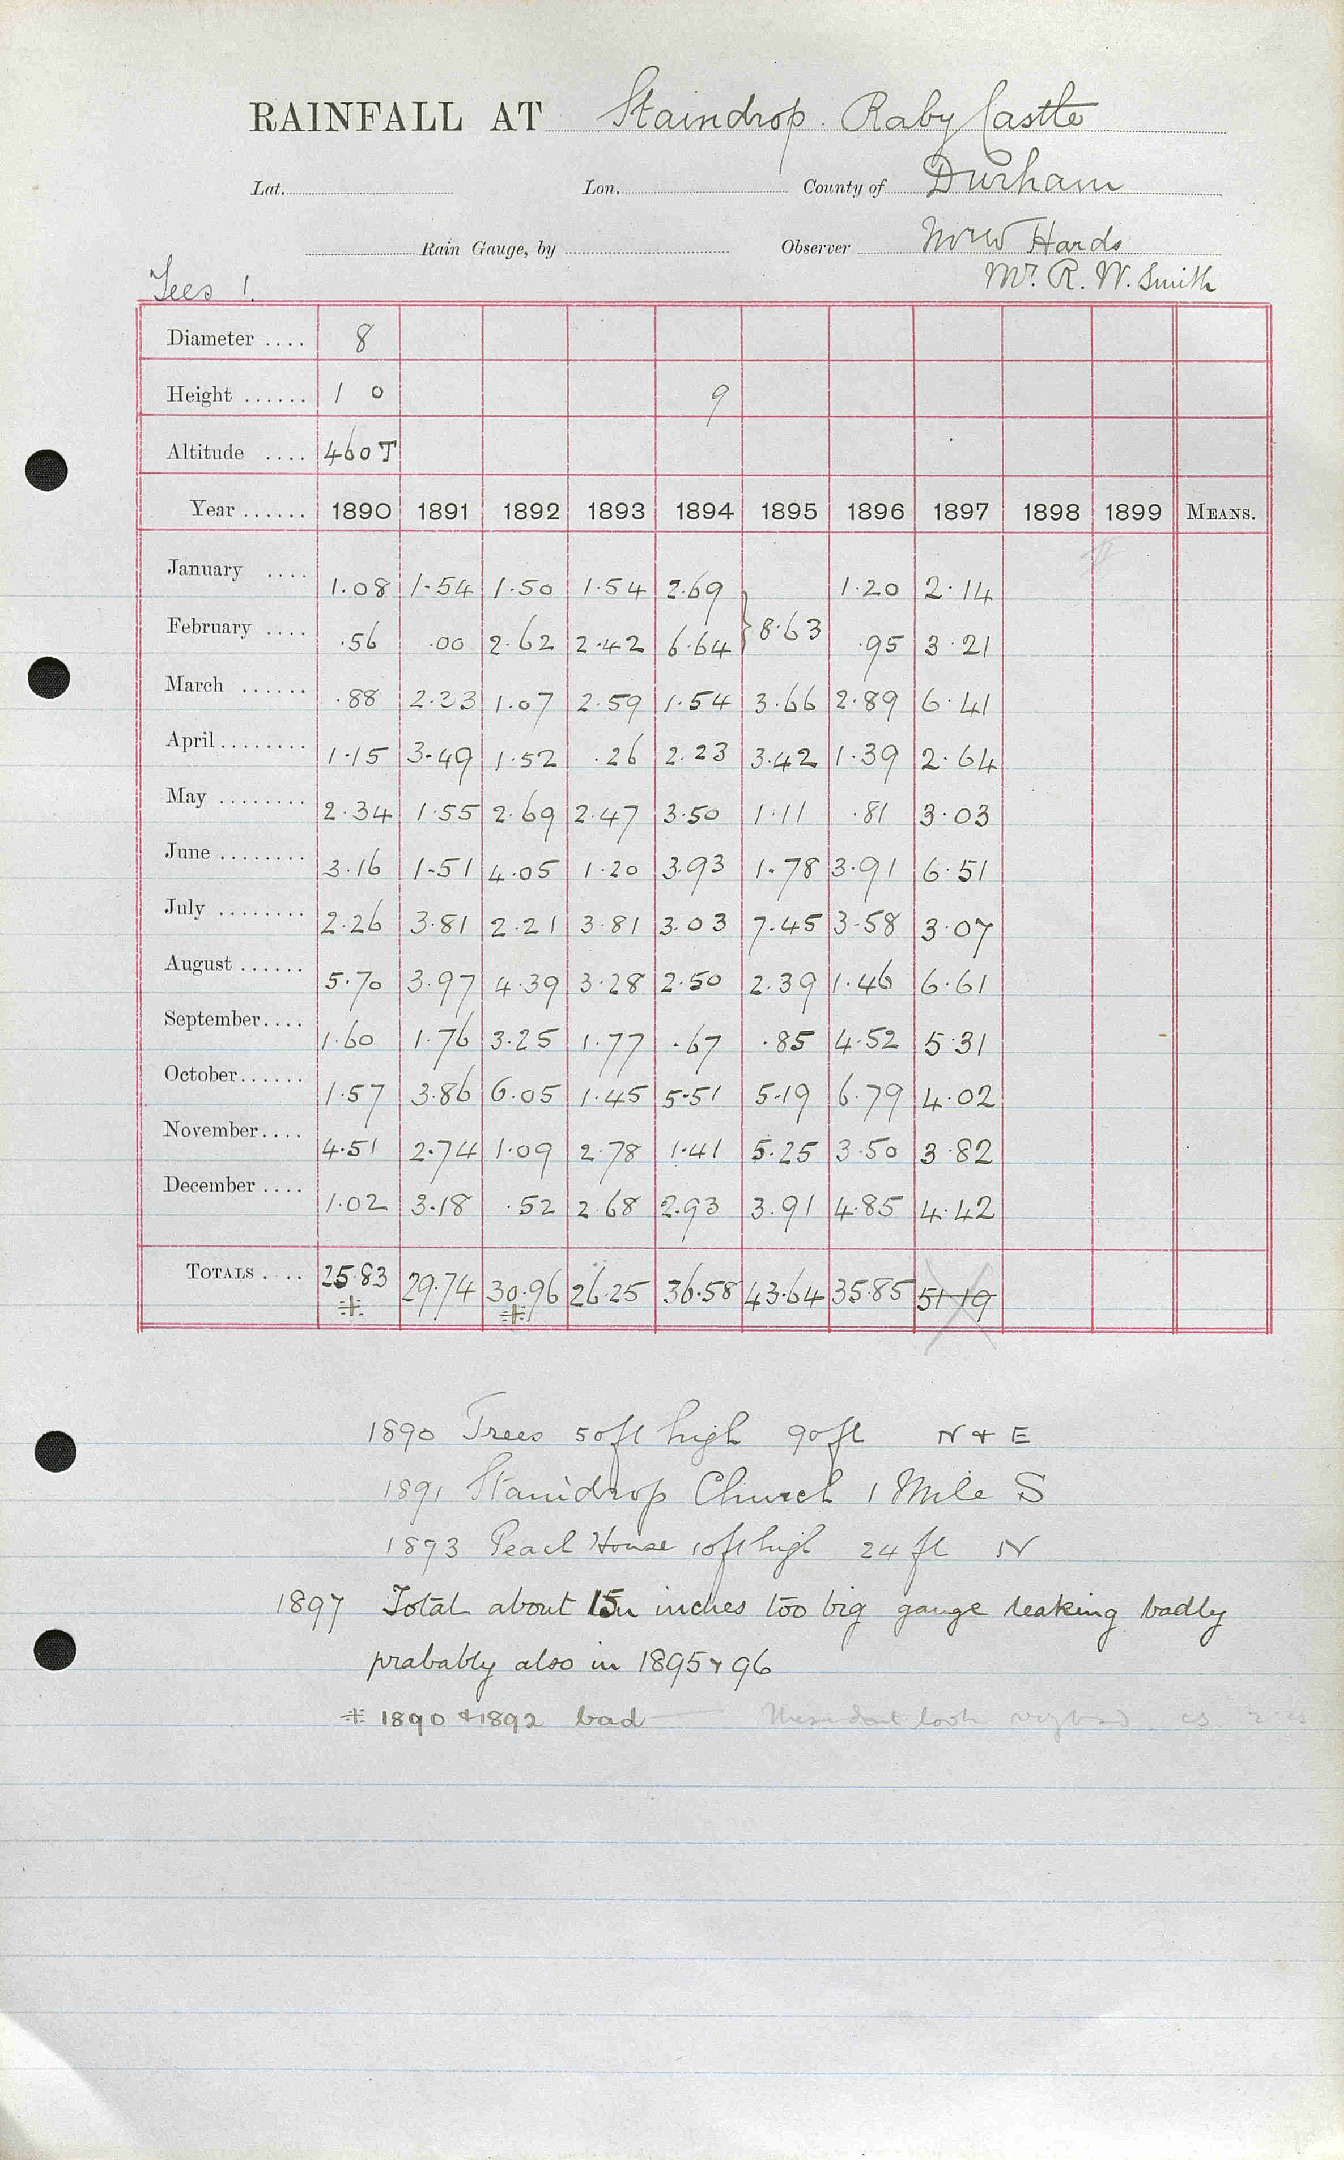 RAINFALL AT Staindrop. Raby Castle
Lat. Lon. County of Durham
Rain Gauge, by Observer W Hards
Tees 1. Mr. R. W. Smith
Diameter .... 8
Height ...... 1 0 9
Altitude .... 460T
Year ...... 1890 1891 1892 1893 1894 1895 1896 1897 1898 1899 MEANS.
January .... 1.08 1.54 1.50 1.54 2.69 } 8.63 1.20 2.14
February .... .56 .00 2.62 2.42 6.64 .95 3.21
March ...... .88 2.33 1.07 2.59 1.54 3.66 2.89 6.41
April ........ 1.15 3.49 1.52 .26 2.23 3.42 1.39 2.64
May ........ 2.34 1.55 2.69 2.47 3.50 1.11 .81 3.03
June ........ 3.16 1.51 4.05 1.20 3.93 1.78 3.91 6.51
July ........ 2.26 3.81 2.21 3.81 3.03 7.45 3.58 3.07
August ...... 5.70 3.97 4.39 3.28 2.50 2.39 1.46 6.61
September.... 1.60 1.76 3.25 1.77 .67 .85 4.52 5.31
October...... 1.57 3.86 6.05 1.45 5.51 5.19 6.79 4.02
November.... 4.51 2.74 1.09 2.78 1.41 5.25 3.50 3.82
December .... 1.02 3.18 .52 2.68 2.93 3.91 4.85 4.42
TOTALS .... 25.83 29.74 30.96 26.25 36.58 43.64 35.85 51.19
1890 Trees 50ft high 90ft N & E
1891 Staindrop Church 1 Mile S
1893 Peach House 10ft high 24 ft N
1897 Total about 15 inches too big gauge leaking badly
probably also in 1895 & 96
1890 & 1892 bad These dont look